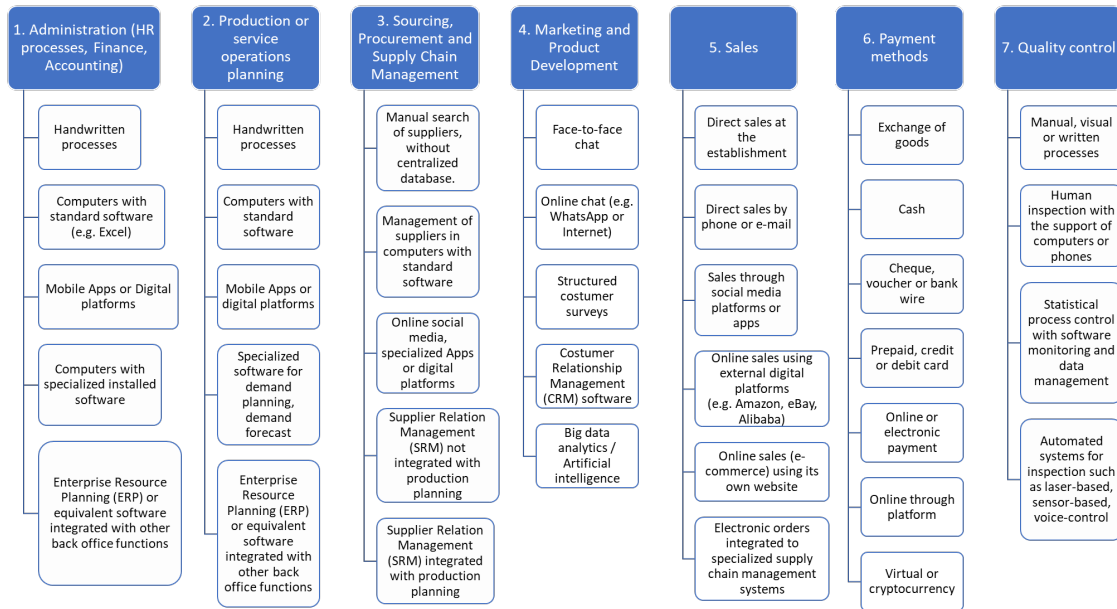 1. Administration (HR
processes, Finance,
Accounting)
Handwritten
processes
Computers with
standard software
(e.g. Excel)
Mobile Apps or Digital
platforms
Computers with
specialized installed
software
Enterprise Resource
Planning (ERP) or
equivalent software
integrated with other
back office functions
2. Production or
service
operations
planning
Handwritten
processes
Computers with
standard
software
Mobile Apps or
digital platforms
Specialized
software for
demand
planning,
demand
forecast
Enterprise
Resource
Planning (ERP)
or equivalent
software
integrated with
other back
office functions
3. Sourcing,
Procurement and
Supply Chain
Management
Manual search
of suppliers,
without
centralized
database.
Management of
suppliers in
computers with
standard
software
Online social
media,
specialized Apps
or digital
platforms
Supplier Relation
Management
(SRM) not
integrated with
production
planning
Supplier Relation
Management
(SRM) integrated
with production
planning
4. Marketing and
Product
Development
Face-to-face
chat
Online chat (e.g.
WhatsApp or
Internet)
Structured
costumer
surveys
Costumer
Relationship
Management
(CRM) software
Big data
analytics /
Artificial
intelligence
5. Sales
Direct sales at
the
establishment
Direct sales by
phone or e-mail
Sales through
social media
platforms or
apps
Online sales using
external digital
platforms
(e.g. Amazon, eBay,
Alibaba)
Online sales (e-
commerce) using its
own website
Electronic orders
integrated to
specialized supply
chain management
systems
6. Payment
methods
Exchange of
goods
Cash
Cheque,
voucher or bank
wire
Prepaid, credit
or debit card
Online or
electronic
payment
Online through
platform
Virtual or
cryptocurrency
7. Quality control
Manual, visual
or written
processes
Human
inspection with
the support of
computers or
phones
Statistical
process control
with software
monitoring and
data
management
Automated
systems for
inspection such
as laser-based,
sensor-based,
voice-control